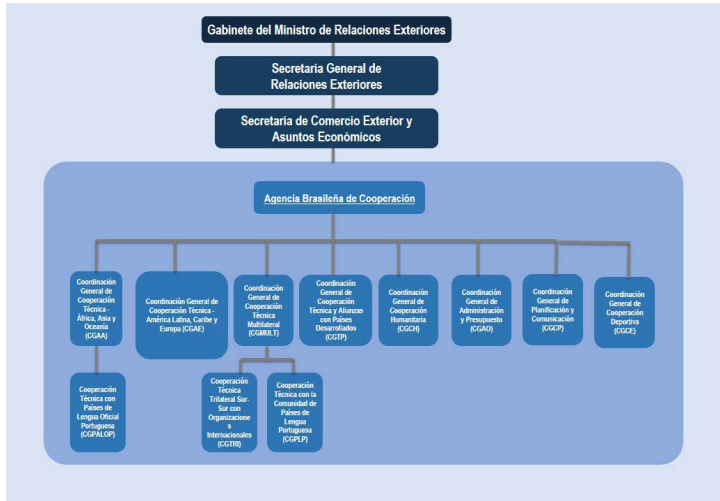 Gabinete del Ministro de Relaciones Exteriores
Secretaria General de
Relaciones Exteriores
Secretaria de Comercio Exterior y
Asuntos Económicos
Agencia Brasileña de Cooperación
Coordinación
General de
Cooperación
Técnica -
África, Asia y
Oceanía
(CGAA)
Coordinación General de
Cooperación Técnica -
América Latina, Caribe y
Europa (CGAE)
Coordinación
General de
Cooperación
Técnica
Multilateral
(CGMULT)
Coordinación
General de
Cooperación
Técnica y Alianzas
con Países
Desarrollados
(CGTP)
Coordinación
General de
Cooperación
Humanitaria
(CGCH)
Coordinación
General de
Administración
y Presupuesto
(CGAO)
Coordinación
General de
Planificación y
Comunicación
(CGCP)
Coordinación
General de
Cooperación
Deportiva
(CGCE)
Cooperación
Técnica con
Países de
Lengua Oficial
Portuguesa
(CGPALOP)
Cooperación
Técnica
Trilateral Sur-
Sur con
Organizacione
s
Internacionales
(CGTRI)
Cooperación
Técnica con la
Comunidad de
Países de
Lengua
Portuguesa
(CGPLP)